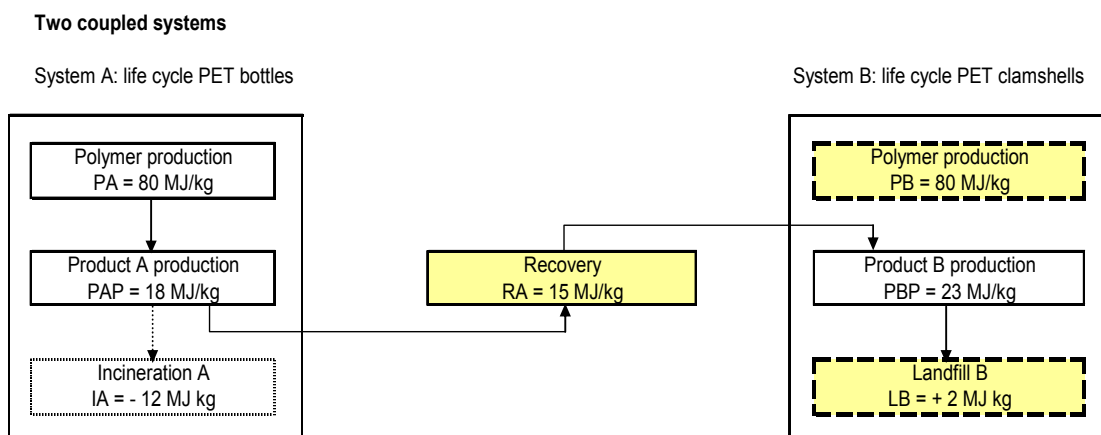 Two coupled systems
System A: life cycle PET bottles
System B: life cycle PET clamshells
Polymer production
PA = 80 MJ/kg
Polymer production
PB = 80 MJ/kg
Product A production
PAP = 18 MJ/kg
Recovery
RA = 15 MJ/kg
Product B production
PBP = 23 MJ/kg
Incineration A
IA = - 12 MJ kg
Landfill B
LB = + 2 MJ kg